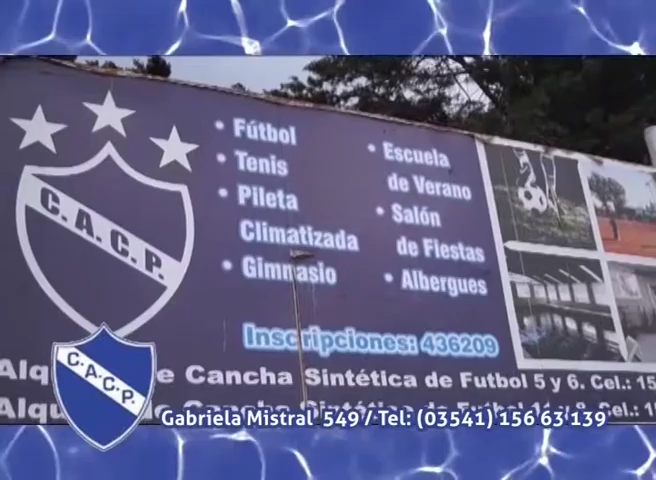 C.A.C.P.
• Fútbol
• Tenis
• Pileta
Climatizada
• Gimnasio
• Escuela
de Verano
• Salón
de Fiestas
• Albergues
Inscripciones: 436209
de Cancha Sintética de Futbol 5 y 6. Cel.: 15
C.A.C.P.
Gabriela Mistral 549 / Tel: (03541) 156 63 139